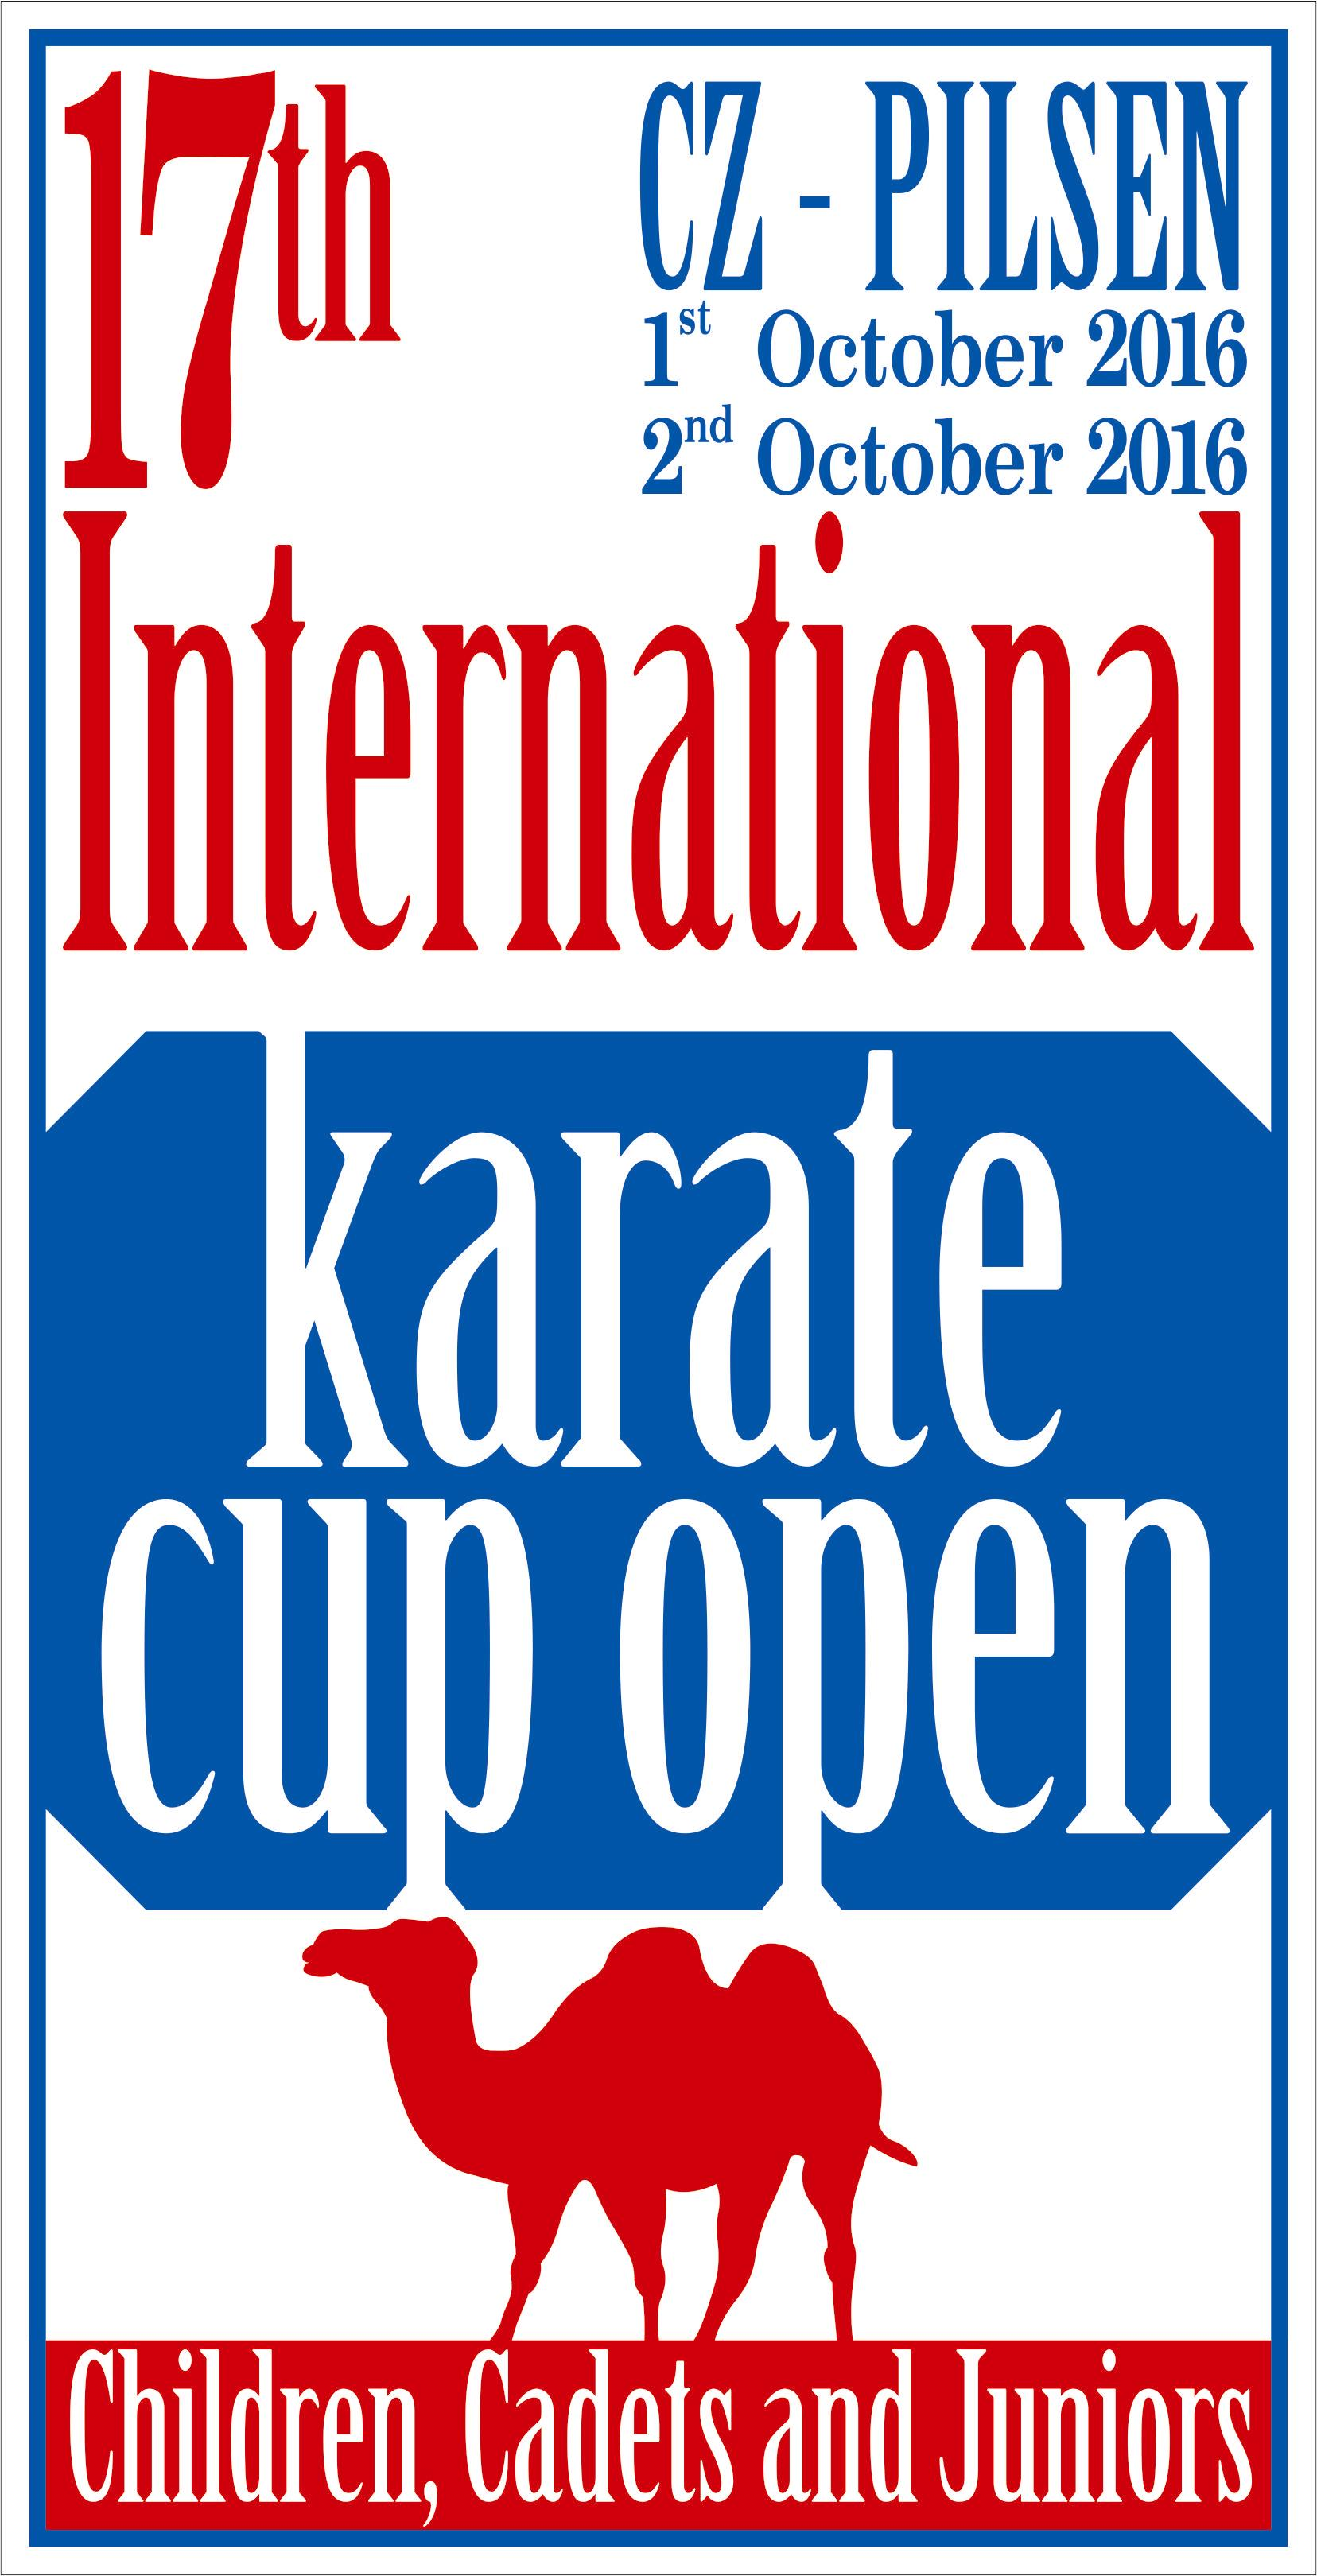 17th
CZ - PILSEN
1st October 2016
2nd October 2016
International
karate
cup open
Children, Cadets and Juniors